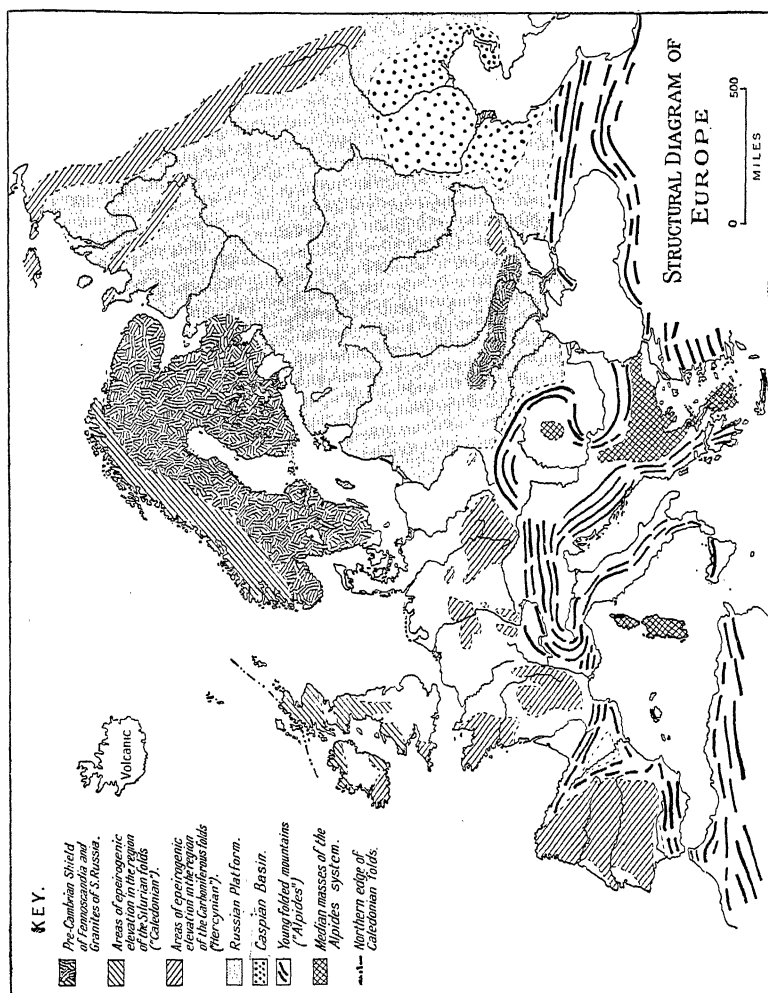 STRUCTURAL DIAGRAM OF
EUROPE
0 500
MILES
Volcanic
KEY.
Pre-Cambrian Shield
of Fennoscandia and
Granites of S. Russia.
Areas of epeirogenic
elevation in the region
of the Silurian folds
("Caledonian").
Areas of epeirogenic
elevation in the region
of the Carboniferous folds
("Hercynian").
Russian Platform.
Caspian Basin.
Young folded mountains
("Alpides")
Median masses of the
Alpides system.
Northern edge of
Caledonian folds.